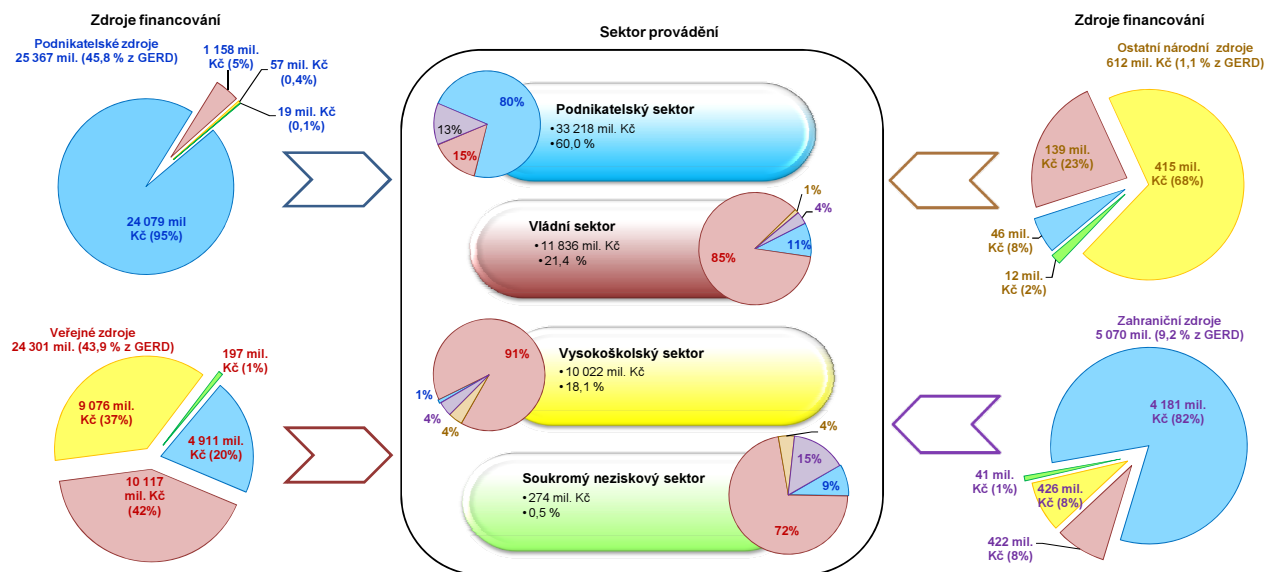 Zdroje financování
Podnikatelské zdroje
25 367 mil. (45,8 % z GERD)
1 158 mil.
Kč (5%)
57 mil. Kč
(0,4%)
19 mil. Kč
(0,1%)
24 079 mil
Kč (95%)
Veřejné zdroje
24 301 mil. (43,9 % z GERD)
197 mil.
Kč (1%)
9 076 mil.
Kč (37%)
4 911 mil.
Kč (20%)
10 117
mil. Kč
(42%)
Sektor provádění
80%
13%
15%
Podnikatelský sektor
•33 218 mil. Kč
•60,0 %
Vládní sektor
•11 836 mil. Kč
•21,4 %
1%
4%
11%
85%
91%
1%
4%
4%
Vysokoškolský sektor
•10 022 mil. Kč
•18,1 %
Soukromý neziskový sektor
•274 mil. Kč
•0,5 %
4%
15%
9%
72%
Zdroje financování
Ostatní národní zdroje
612 mil. Kč (1,1 % z GERD)
139 mil.
Kč (23%)
415 mil.
Kč (68%)
46 mil.
Kč (8%)
12 mil.
Kč (2%)
Zahraniční zdroje
5 070 mil. (9,2 % z GERD)
4 181 mil.
Kč (82%)
41 mil.
Kč (1%)
426 mil.
Kč (8%)
422 mil.
Kč (8%)